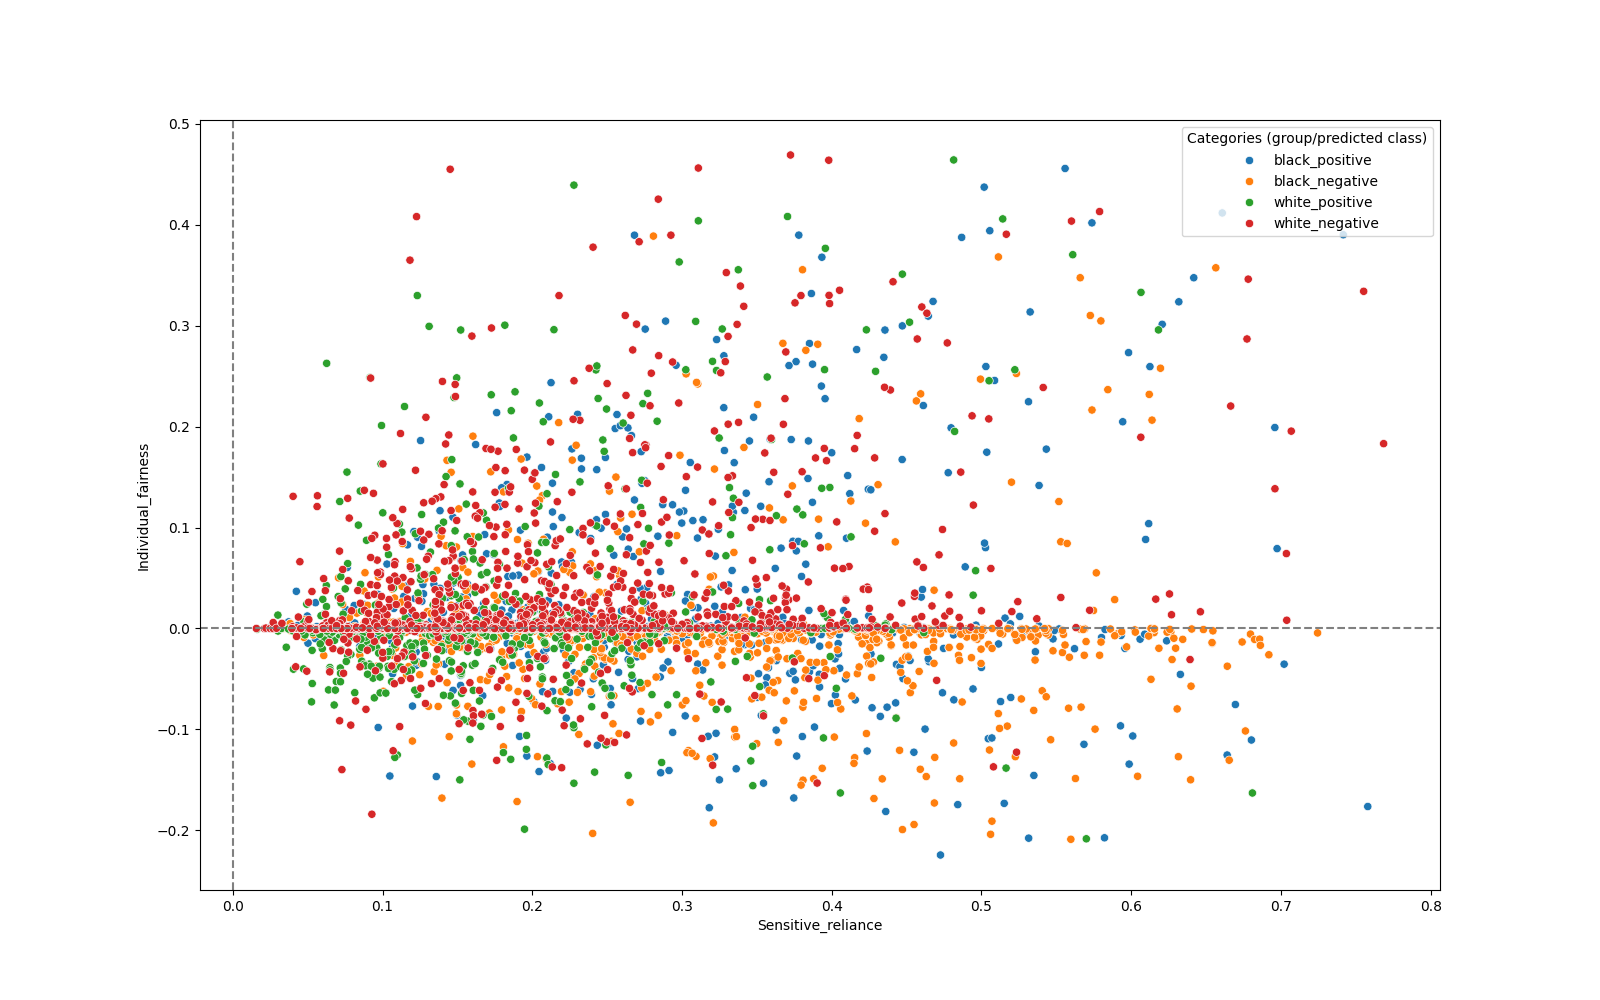 Categories (group/predicted class)
black_positive
black_negative
white_positive
white_negative
0.5
0.4
0.3
0.2
0.1
0.0
−0.1
−0.2
Individual_fairness
0.0 0.1 0.2 0.3 0.4 0.5 0.6 0.7 0.8
Sensitive_reliance